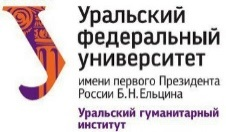 Уральский
федеральный
университет
имени первого Президента
России Б.Н.Ельцина
Уральский гуманитарный
институт